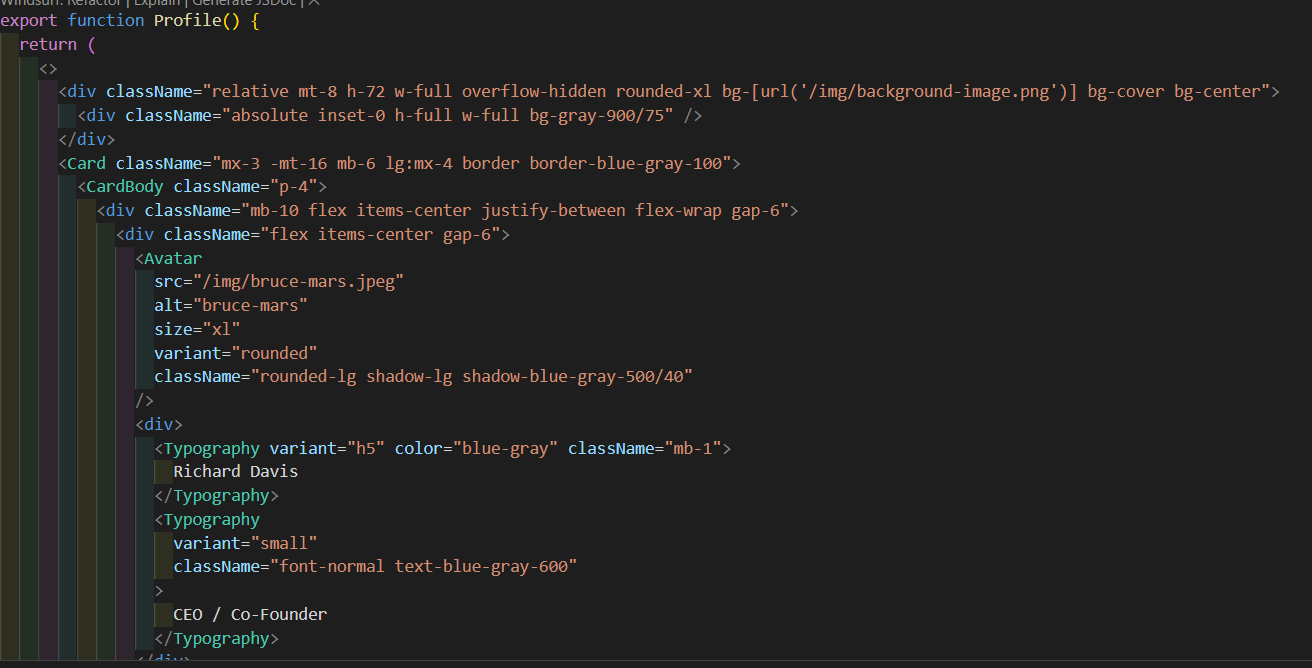 Windsurf: Refactor | Explain | Generate JSDoc | X
export function Profile() {
return (
<>
<div className="relative mt-8 h-72 w-full overflow-hidden rounded-xl bg-[url('/img/background-image.png')] bg-cover bg-center">
<div className="absolute inset-0 h-full w-full bg-gray-900/75" />
</div>
<Card className="mx-3 -mt-16 mb-6 lg:mx-4 border border-blue-gray-100">
<CardBody className="p-4">
<div className="mb-10 flex items-center justify-between flex-wrap gap-6">
<div className="flex items-center gap-6">
<Avatar
src="/img/bruce-mars.jpeg"
alt="bruce-mars"
size="xl"
variant="rounded"
className="rounded-lg shadow-lg shadow-blue-gray-500/40"
/>
<div>
<Typography variant="h5" color="blue-gray" className="mb-1">
Richard Davis
</Typography>
<Typography
variant="small"
className="font-normal text-blue-gray-600"
>
CEO / Co-Founder
</Typography>
</div>